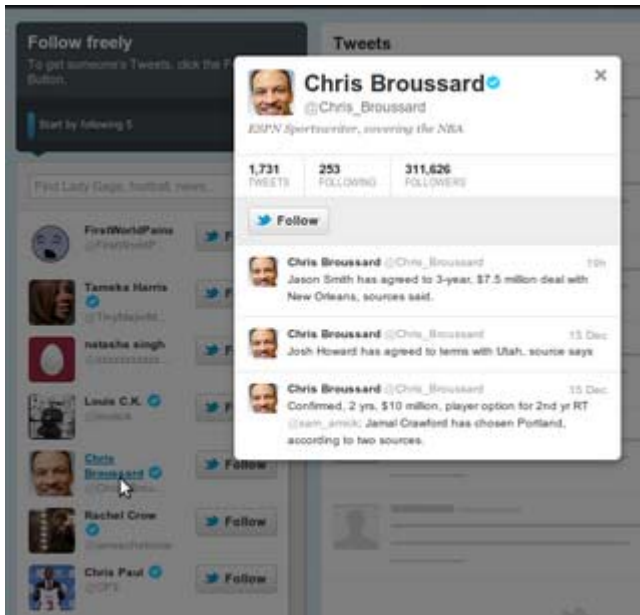 Follow freely
To get someone's Tweets, click the
Button.
Start by following 5
Find Lady Gaga, football, news...
FirstWorldPains
Tameka Harris
natasha singh
Louis C.K.
Chris
Broussard
Follow
Rachel Crow
Follow
Chris Paul
Follow
Tweets
Chris Broussard
@Chris_Broussard
ESPN Sportswriter, covering the NBA
1,731 253 311,626
TWEETS FOLLOWING FOLLOWERS
Follow
Chris Broussard @Chris_Broussard 19h
Jason Smith has agreed to 3-year, $7.5 million deal with
New Orleans, sources said.
Chris Broussard @Chris_Broussard 15 Dec
Josh Howard has agreed to terms with Utah, source says
Chris Broussard @Chris_Broussard 15 Dec
Confirmed, 2 yrs, $10 million, player option for 2nd yr RT
@sam_amick: Jamal Crawford has chosen Portland,
according to two sources.